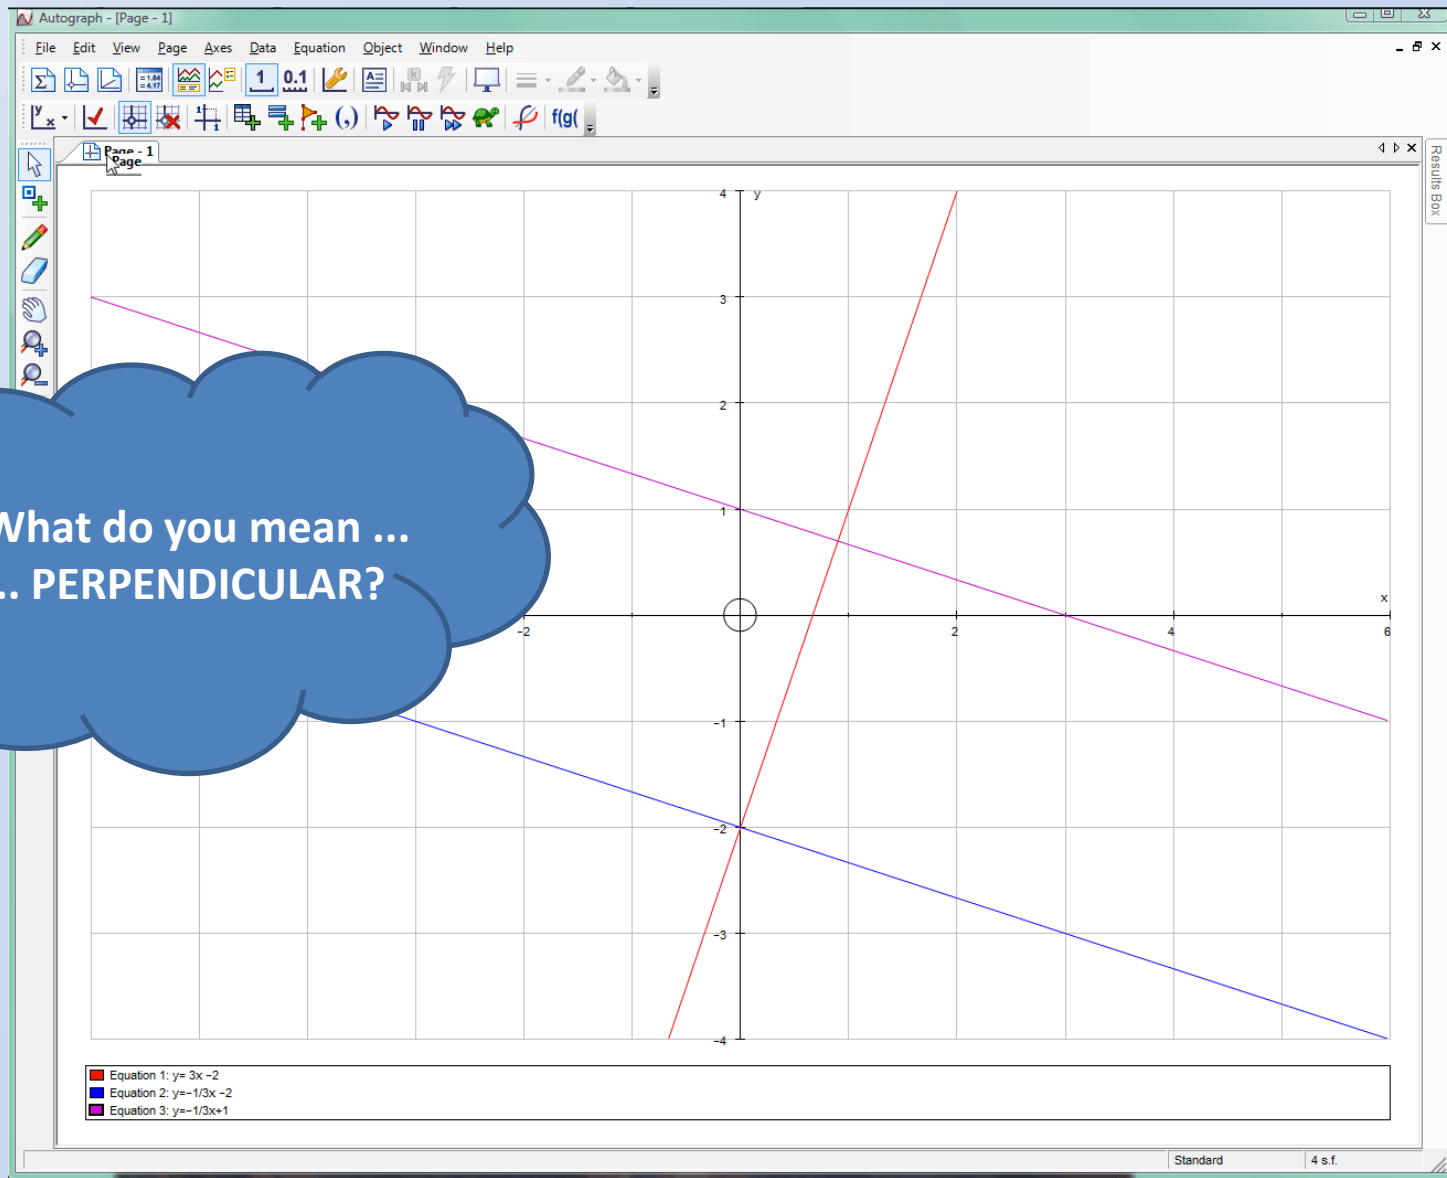 Autograph - [Page - 1]
File Edit View Page Axes Data Equation Object Window Help
1 0.1
f(g(
Page - 1
Page
Results Box
4 y
3
2
1
x
-2 2 4 6
-1
-2
-3
-4
What do you mean ...
.. PERPENDICULAR?
Equation 1: y= 3x −2
Equation 2: y=−1/3x −2
Equation 3: y=−1/3x+1
Standard 4 s.f.